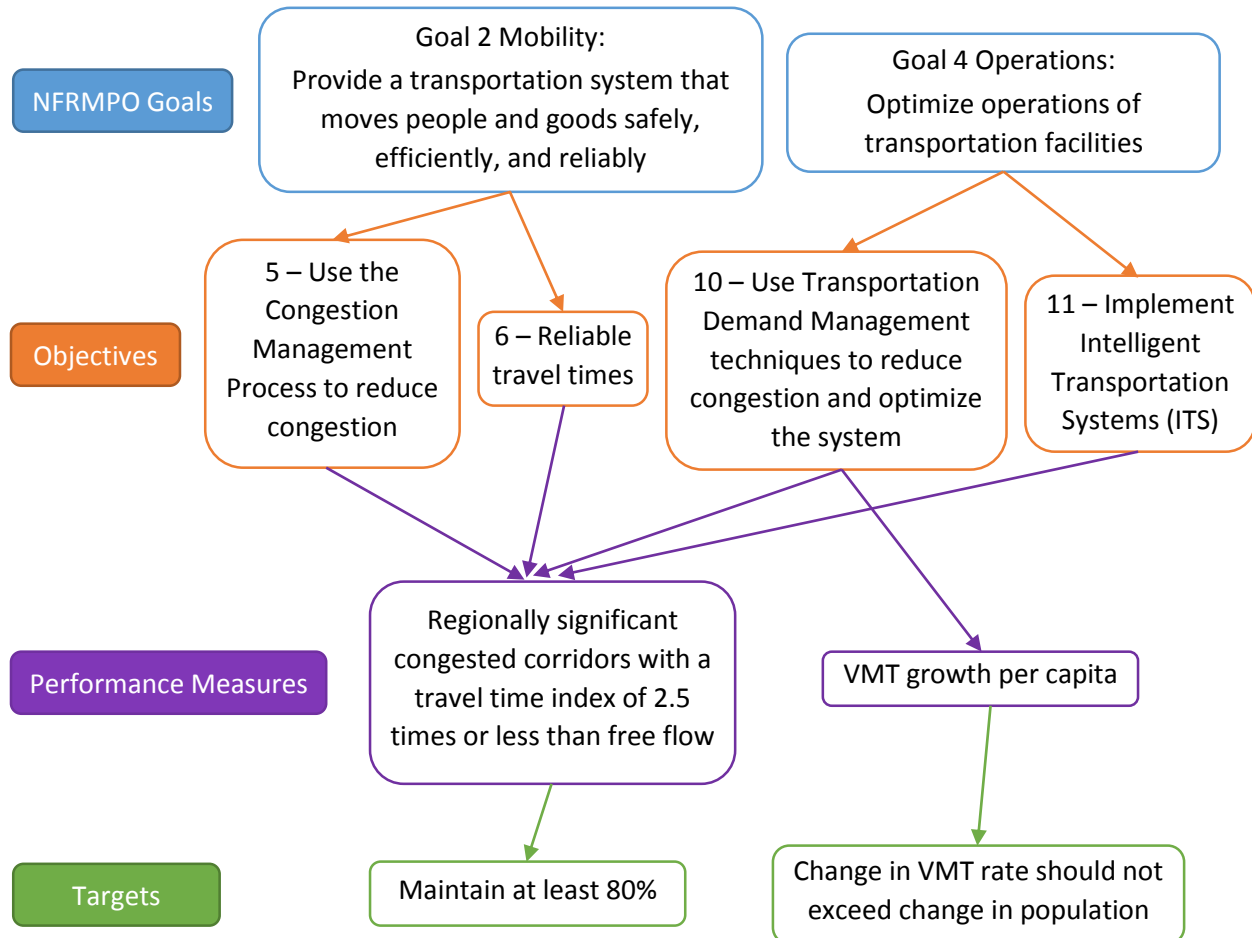 NFRMPO Goals
Goal 2 Mobility:
Provide a transportation system that
moves people and goods safely,
efficiently, and reliably
Goal 4 Operations:
Optimize operations of
transportation facilities
Objectives
5 – Use the
Congestion
Management
Process to reduce
congestion
6 – Reliable
travel times
10 – Use Transportation
Demand Management
techniques to reduce
congestion and optimize
the system
11 – Implement
Intelligent
Transportation
Systems (ITS)
Performance Measures
Regionally significant
congested corridors with a
travel time index of 2.5
times or less than free flow
VMT growth per capita
Targets
Maintain at least 80%
Change in VMT rate should not
exceed change in population